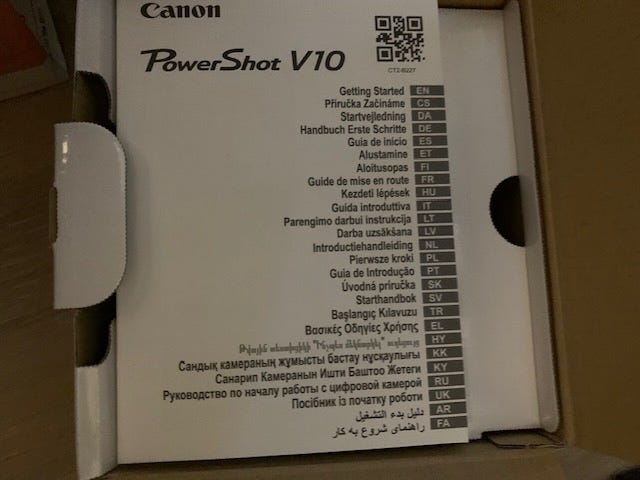 Canon
PowerShot V10
CT2-B227
Getting Started EN
Příručka Začínáme CS
Startvejledning DA
Handbuch Erste Schritte DE
Guía de inicio ES
Alustamine ET
Aloitusopas FI
Guide de mise en route FR
Kezdeti lépések HU
Guida introduttiva IT
Parengimo darbui instrukcija LT
Darba uzsākšana LV
Introductiehandleiding NL
Pierwsze kroki PL
Guia de Introdução PT
Úvodná príručka SK
Starthandbok SV
Başlangıç Kılavuzu TR
Βασικές Οδηγίες Χρήσης EL
HY
Сандық камераның жұмысты бастау нұсқаулығы KK
Санарип Камеранын Ишти Баштоо Жетеги KY
Руководство по началу работы с цифровой камерой RU
Посібник із початку роботи UK
دليل بدء التشغيل AR
راهنمای شروع به کار FA